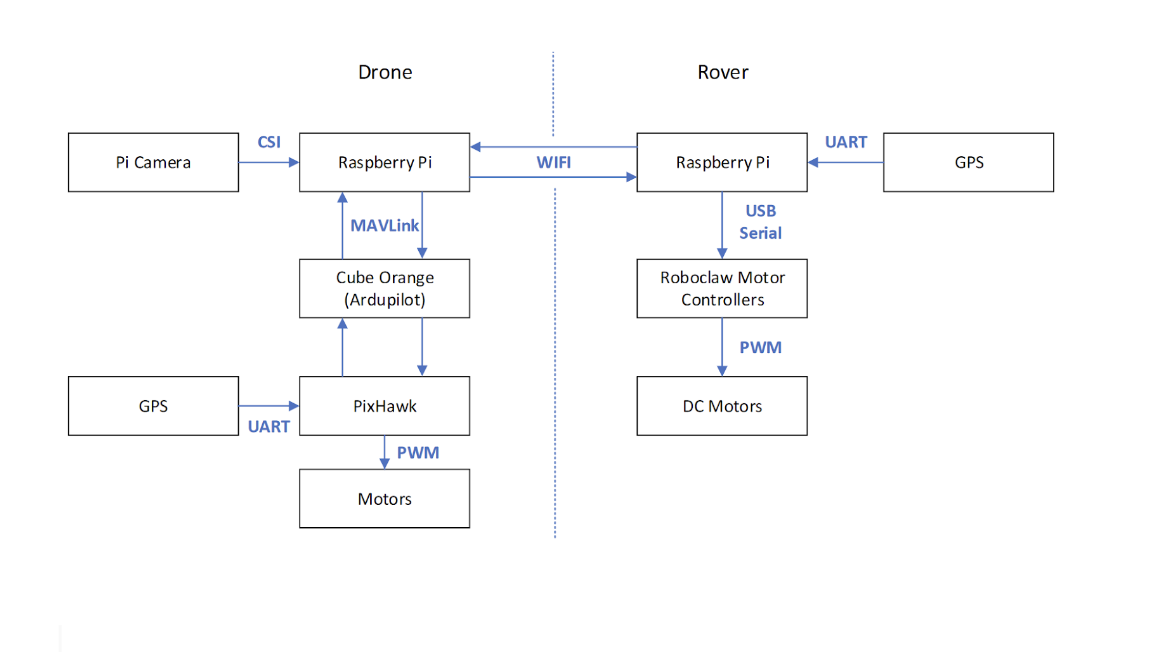 Drone
Rover
Pi Camera
CSI
Raspberry Pi
WIFI
Raspberry Pi
UART
GPS
MAVLink
USB
Serial
Cube Orange
(Ardupilot)
Roboclaw Motor
Controllers
PWM
GPS
UART
PixHawk
DC Motors
PWM
Motors